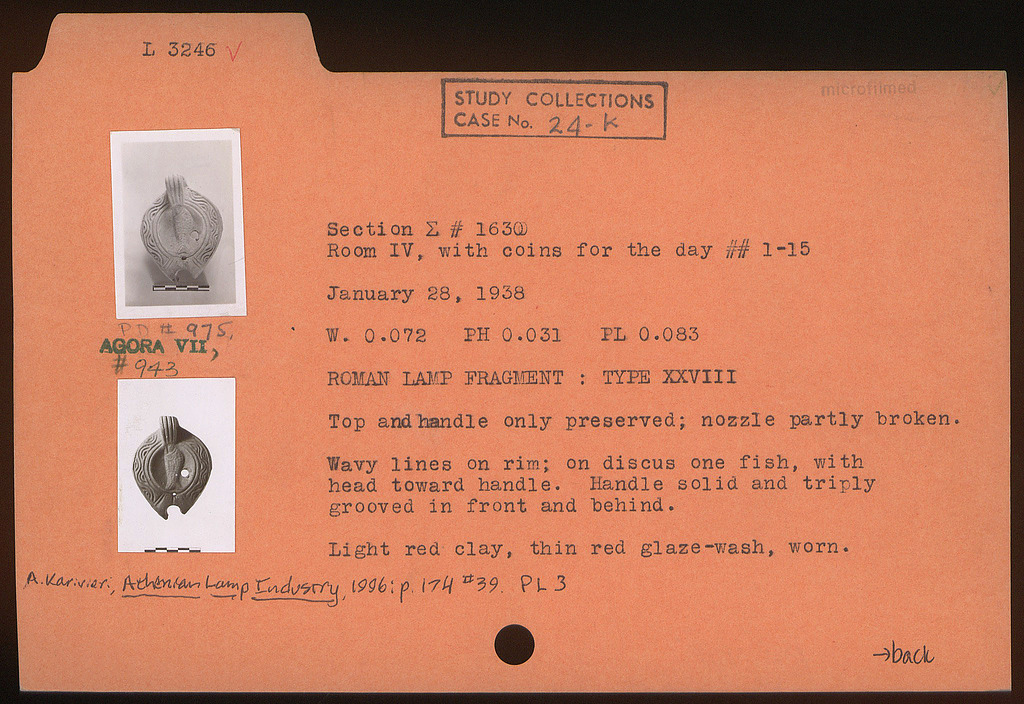 L 3246 ✓
microfilmed
STUDY COLLECTIONS
CASE No. 24-K
Section Σ # 1630
Room IV, with coins for the day ## 1-15
January 28, 1938
PD # 975,
AGORA VII,
# 943
W. 0.072 PH 0.031 PL 0.083
ROMAN LAMP FRAGMENT : TYPE XXVIII
Top and handle only preserved; nozzle partly broken.
Wavy lines on rim; on discus one fish, with
head toward handle. Handle solid and triply
grooved in front and behind.
Light red clay, thin red glaze-wash, worn.
A. Karivieri, Athenian Lamp Industry, 1996: p. 174 #39. PL 3
→back